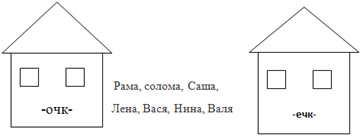 -очк-
Рама, солома, Саша,
Лена, Вася, Нина, Валя
-ечк-